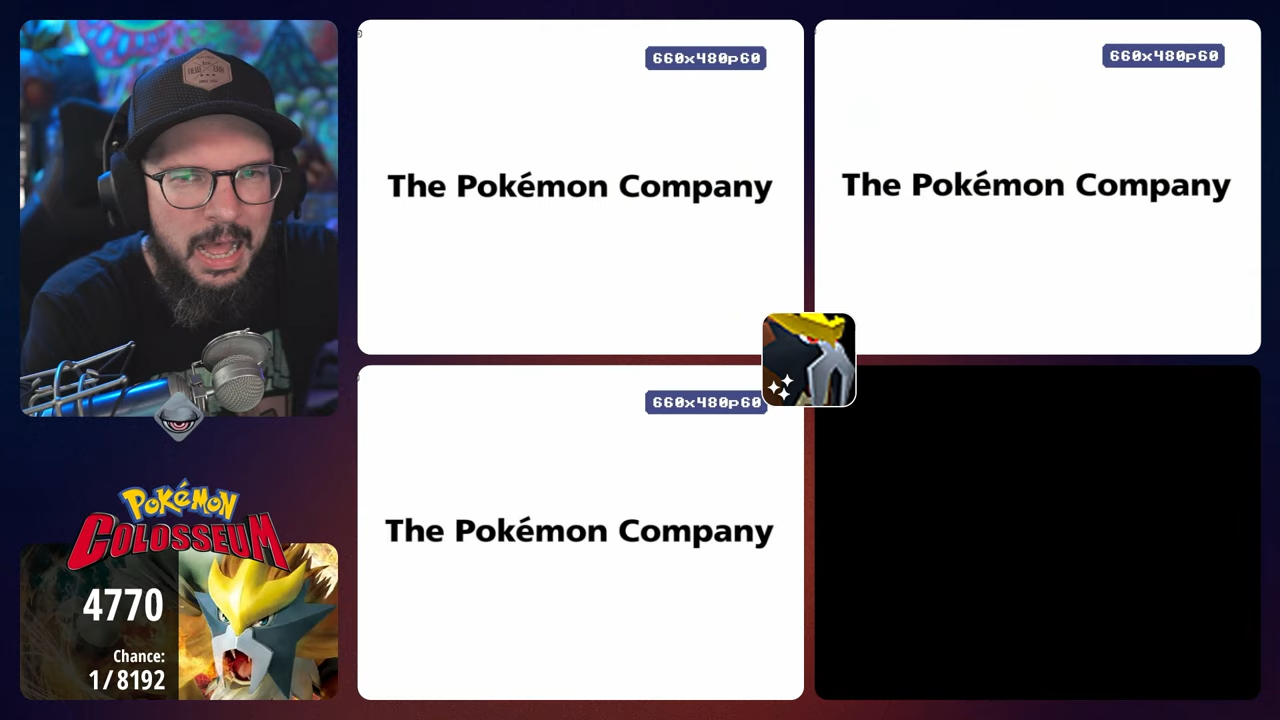 660x480p60
The Pokémon Company
660x480p60
The Pokémon Company
660x480p60
The Pokémon Company
POKéMON
COLOSSEUM
4770
Chance:
1/8192